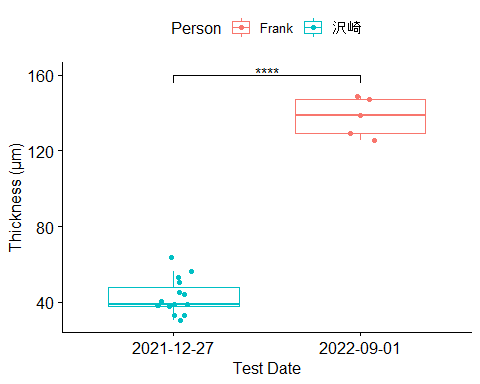 Person Frank 沢崎
****
160
120
80
40
Thickness (μm)
2021-12-27 2022-09-01
Test Date